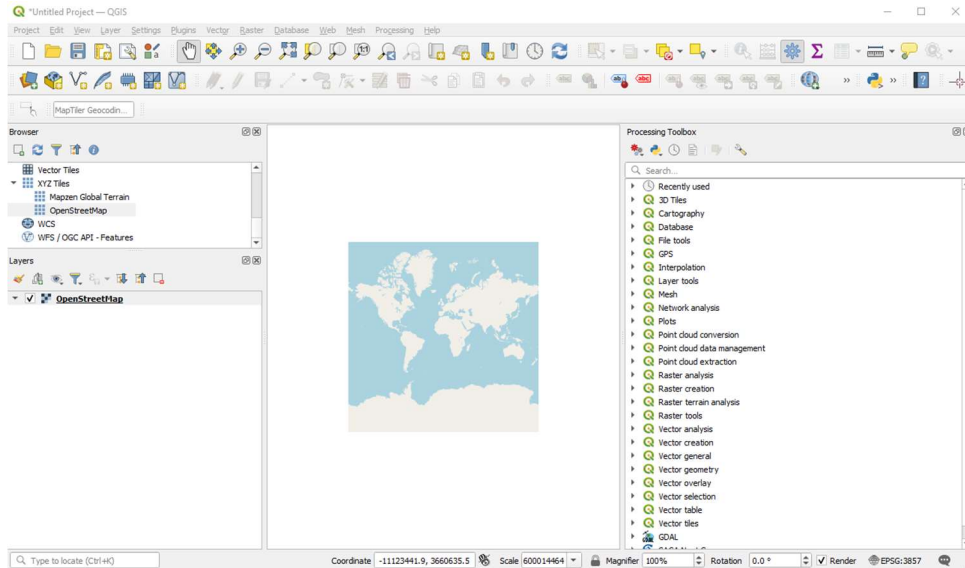 *Untitled Project — QGIS
Project Edit View Layer Settings Plugins Vector Raster Database Web Mesh Processing Help
MapTiler Geocodin...
Browser
Vector Tiles
XYZ Tiles
Mapzen Global Terrain
OpenStreetMap
WCS
WFS / OGC API - Features
Layers
OpenStreetMap
Processing Toolbox
Search...
Recently used
3D Tiles
Cartography
Database
File tools
GPS
Interpolation
Layer tools
Mesh
Network analysis
Plots
Point cloud conversion
Point cloud data management
Point cloud extraction
Raster analysis
Raster creation
Raster terrain analysis
Raster tools
Vector analysis
Vector creation
Vector general
Vector geometry
Vector overlay
Vector selection
Vector table
Vector tiles
GDAL
Type to locate (Ctrl+K) Coordinate -11123441.9, 3660635.5 Scale 600014464 Magnifier 100% Rotation 0.0 ° Render EPSG:3857